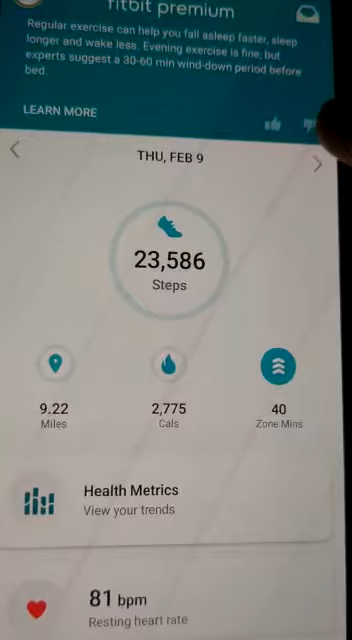 fitbit premium
Regular exercise can help you fall asleep faster, sleep
longer and wake less. Evening exercise is fine, but
experts suggest a 30-60 min wind-down period before
bed.
LEARN MORE
THU, FEB 9
23,586
Steps
9.22
Miles
2,775
Cals
40
Zone Mins
Health Metrics
View your trends
81 bpm
Resting heart rate